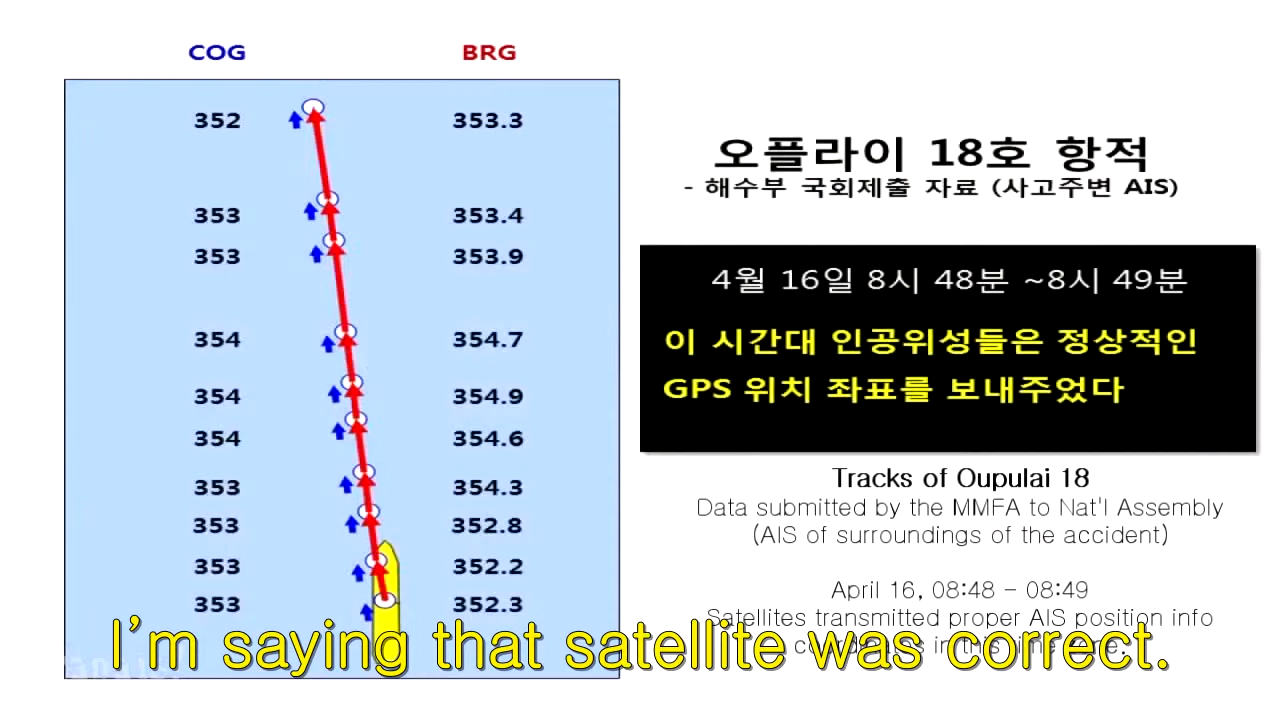 COG BRG
352 353.3
353 353.4
353 353.9
354 354.7
354 354.9
354 354.6
353 354.3
353 352.8
353 352.2
353 352.3
오플라이 18호 항적
- 해수부 국회제출 자료 (사고주변 AIS)
4월 16일 8시 48분 ~8시 49분
이 시간대 인공위성들은 정상적인
GPS 위치 좌표를 보내주었다
Tracks of Oupulai 18
Data submitted by the MMFA to Nat'l Assembly
(AIS of surroundings of the accident)
April 16, 08:48 - 08:49
Satellites transmitted proper AIS position info
in this time
I'm saying that satellite was correct.